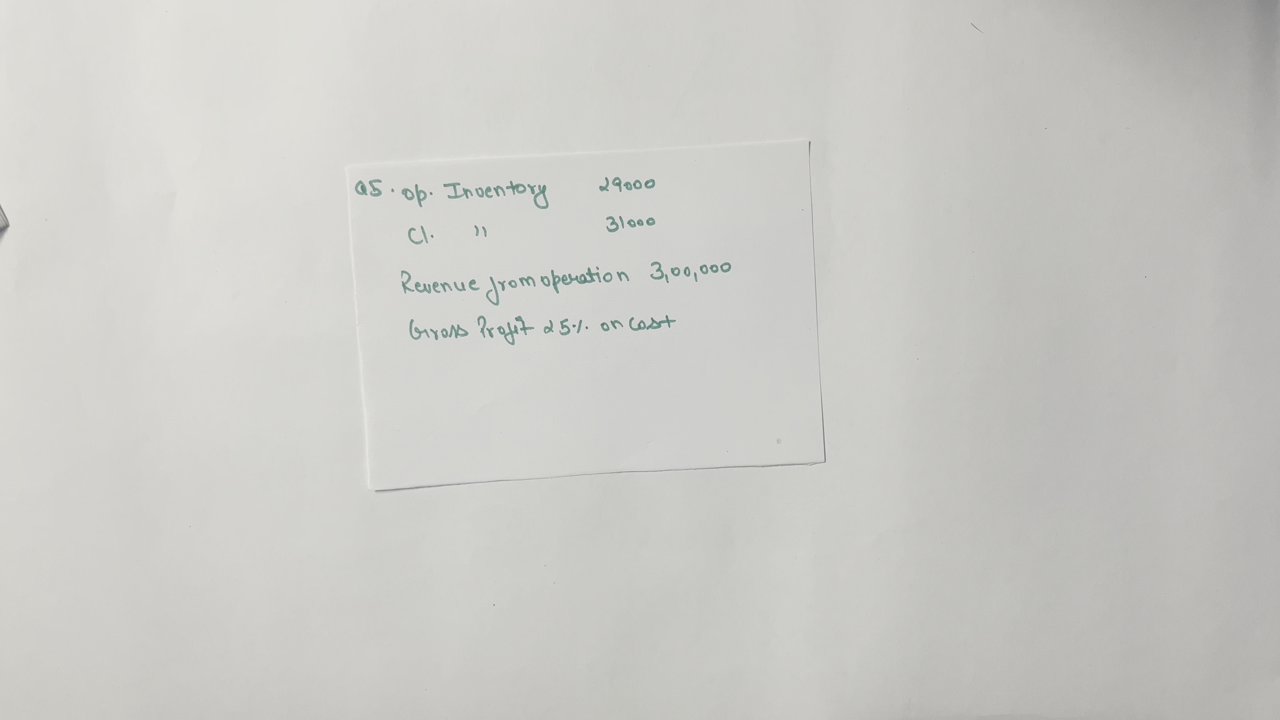 Q5. Op. Inventory 29000
Cl. " 31000
Revenue from operation 3,00,000
Gross Profit 25% on Cost